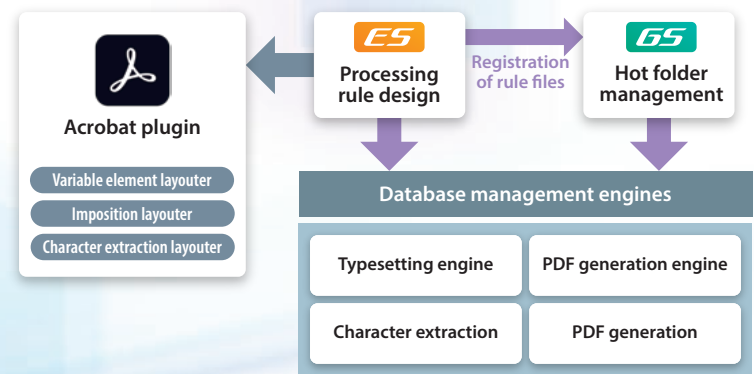 Acrobat plugin
Variable element layouter
Imposition layouter
Character extraction layouter
ES
Processing
rule design
Registration
of rule files
GS
Hot folder
management
Database management engines
Typesetting engine
PDF generation engine
Character extraction
PDF generation